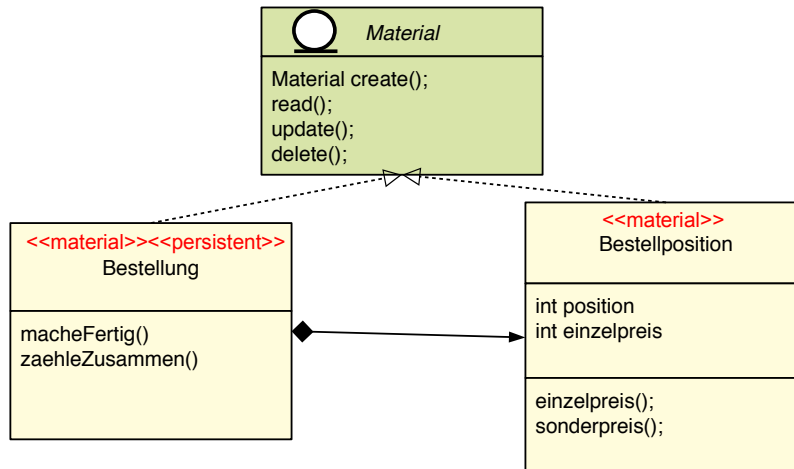 Material
Material create();
read();
update();
delete();
<<material>><<persistent>>
Bestellung
macheFertig()
zaehleZusammen()
<<material>>
Bestellposition
int position
int einzelpreis
einzelpreis();
sonderpreis();